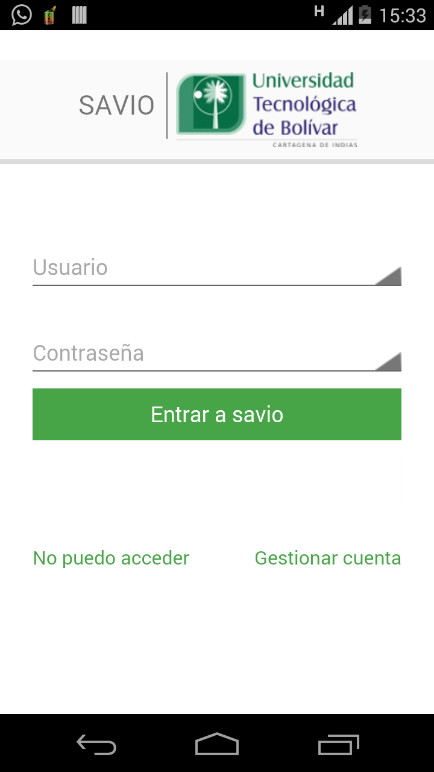 H 15:33
SAVIO
Universidad
Tecnológica
de Bolívar
CARTAGENA DE INDIAS
Usuario
Contraseña
Entrar a savio
No puedo acceder Gestionar cuenta